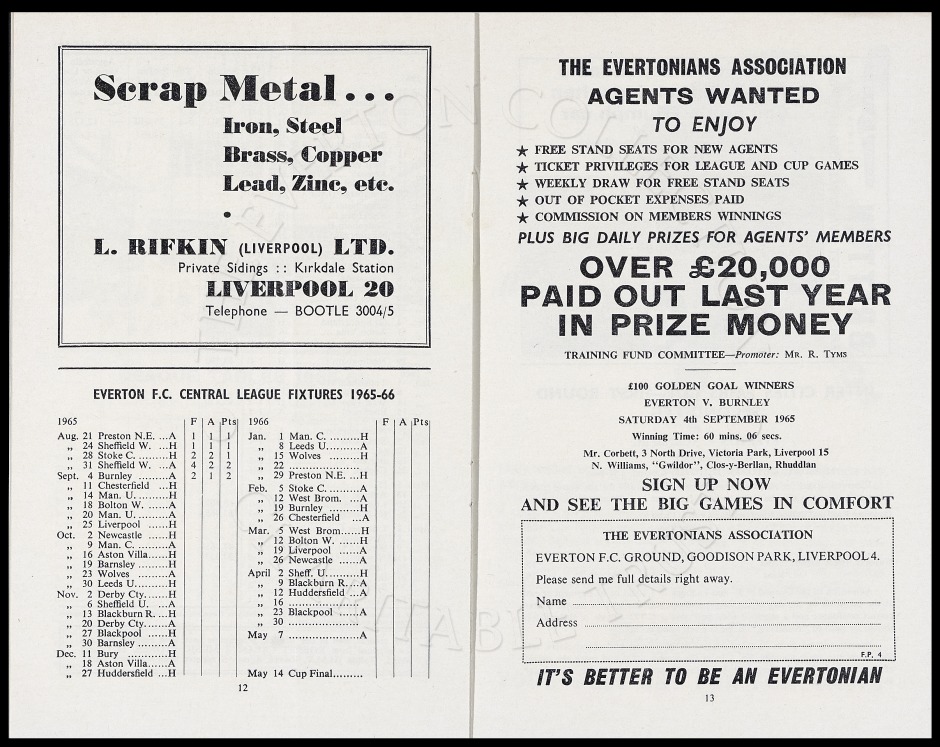 Scrap Metal...
Iron, Steel
Brass, Copper
Lead, Zinc, etc.
L. RIFKIN (LIVERPOOL) LTD.
Private Sidings :: Kirkdale Station
LIVERPOOL 20
Telephone — BOOTLE 3004/5
EVERTON F.C. CENTRAL LEAGUE FIXTURES 1965-66
1965 F A Pts
Aug. 21 Preston N.E. ...A 1 1 1
„ 24 Sheffield W. ...H 1 1 1
„ 28 Stoke C. ......H 2 2 1
„ 31 Sheffield W. ...A 4 2 2
Sept. 4 Burnley .........A 2 1 2
„ 11 Chesterfield ...H
„ 14 Man. U. .........H
„ 18 Bolton W. ......A
„ 20 Man. U. .........A
„ 25 Liverpool ......H
Oct. 2 Newcastle ......H
„ 9 Man. C. .........A
„ 16 Aston Villa......H
„ 19 Barnsley .........H
„ 23 Wolves .........A
„ 30 Leeds U..........H
Nov. 2 Derby Cty.......H
„ 6 Sheffield U. ...A
„ 13 Blackburn R. ...H
„ 20 Derby Cty.......A
„ 27 Blackpool ......H
„ 30 Barnsley .........A
Dec. 11 Bury ............H
„ 18 Aston Villa......A
„ 27 Huddersfield ...H
1966 F A Pts
Jan. 1 Man. C. .........H
„ 8 Leeds U..........A
„ 15 Wolves .........H
„ 22 .....................
„ 29 Preston N.E. ...H
Feb. 5 Stoke C. .........A
„ 12 West Brom. ...A
„ 19 Burnley .........H
„ 26 Chesterfield ...A
Mar. 5 West Brom......H
„ 12 Bolton W. ......H
„ 19 Liverpool ......A
„ 26 Newcastle ......A
April 2 Sheff. U..........H
„ 9 Blackburn R....A
„ 12 Huddersfield ...A
„ 16 .....................
„ 23 Blackpool ......A
„ 30 .....................
May 7 .....................A
May 14 Cup Final.........
12
THE EVERTONIANS ASSOCIATION
AGENTS WANTED
TO ENJOY
★ FREE STAND SEATS FOR NEW AGENTS
★ TICKET PRIVILEGES FOR LEAGUE AND CUP GAMES
★ WEEKLY DRAW FOR FREE STAND SEATS
★ OUT OF POCKET EXPENSES PAID
★ COMMISSION ON MEMBERS WINNINGS
PLUS BIG DAILY PRIZES FOR AGENTS' MEMBERS
OVER £20,000
PAID OUT LAST YEAR
IN PRIZE MONEY
TRAINING FUND COMMITTEE—Promoter: MR. R. TYMS
£100 GOLDEN GOAL WINNERS
EVERTON V. BURNLEY
SATURDAY 4th SEPTEMBER 1965
Winning Time: 60 mins. 06 secs.
Mr. Corbett, 3 North Drive, Victoria Park, Liverpool 15
N. Williams, "Gwildor", Clos-y-Berllan, Rhuddlan
SIGN UP NOW
AND SEE THE BIG GAMES IN COMFORT
THE EVERTONIANS ASSOCIATION
EVERTON F.C. GROUND, GOODISON PARK, LIVERPOOL 4.
Please send me full details right away.
Name
Address
F.P. 4
IT'S BETTER TO BE AN EVERTONIAN
13